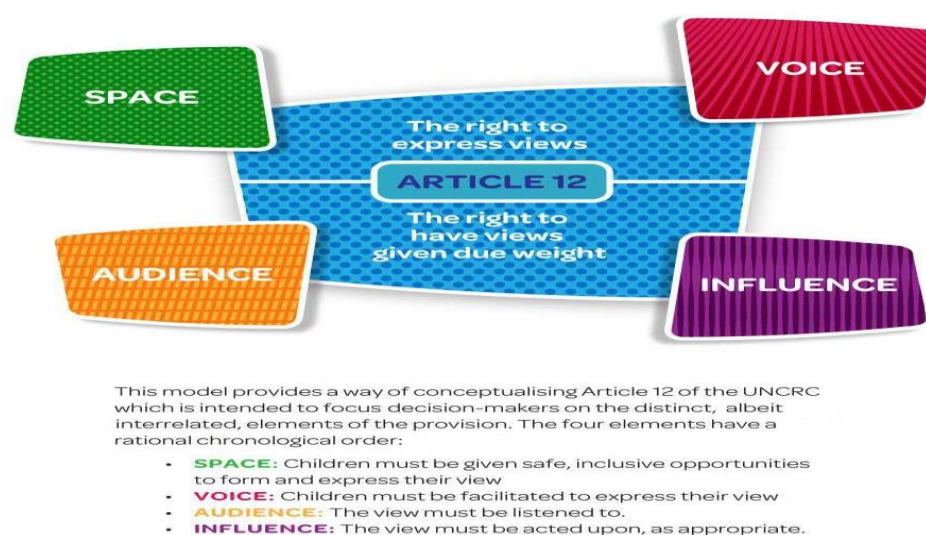 SPACE
VOICE
The right to
express views
ARTICLE 12
The right to
have views
given due weight
AUDIENCE
INFLUENCE
This model provides a way of conceptualising Article 12 of the UNCRC
which is intended to focus decision-makers on the distinct, albeit
interrelated, elements of the provision. The four elements have a
rational chronological order:
• SPACE: Children must be given safe, inclusive opportunities
to form and express their view
• VOICE: Children must be facilitated to express their view
• AUDIENCE: The view must be listened to.
• INFLUENCE: The view must be acted upon, as appropriate.